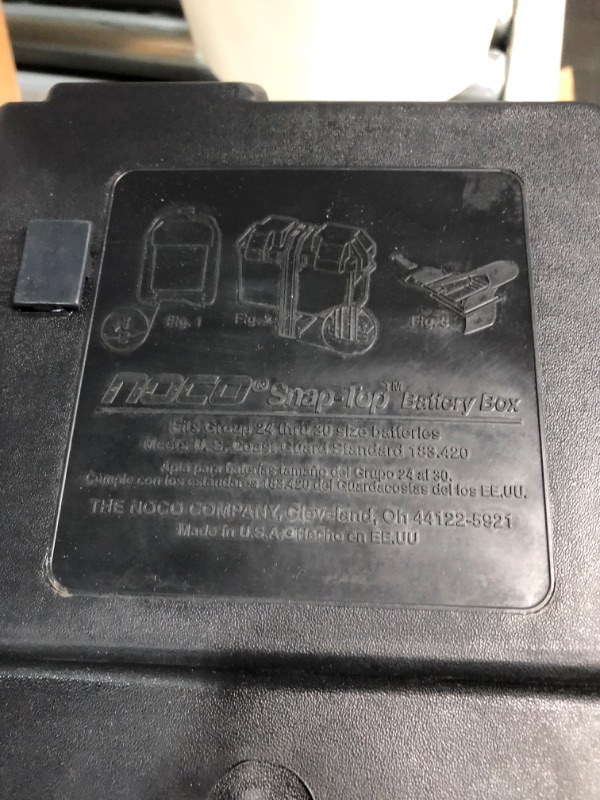 Fig. 1
Fig. 2
Fig. 3
NOCO® Snap-Top™ Battery Box
Fits Group 24 thru 30 size batteries
Meets U.S. Coast Guard Standard 183.420
Apta para baterias tamaño del Grupo 24 al 30.
Cumple con los estandares 183.420 del Guardacostas del los EE.UU.
THE NOCO COMPANY, Cleveland, Oh 44122-5921
Made in U.S.A. Hecho en EE.UU